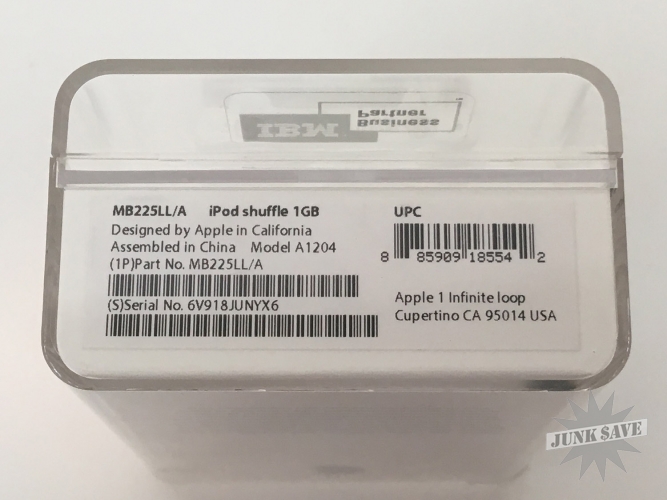 IBM
Business
Partner
MB225LL/A iPod shuffle 1GB
Designed by Apple in California
Assembled in China Model A1204
(1P)Part No. MB225LL/A
(S)Serial No. 6V918JUNYX6
UPC
8 85909 18554 2
Apple 1 Infinite loop
Cupertino CA 95014 USA
JUNK $AVE